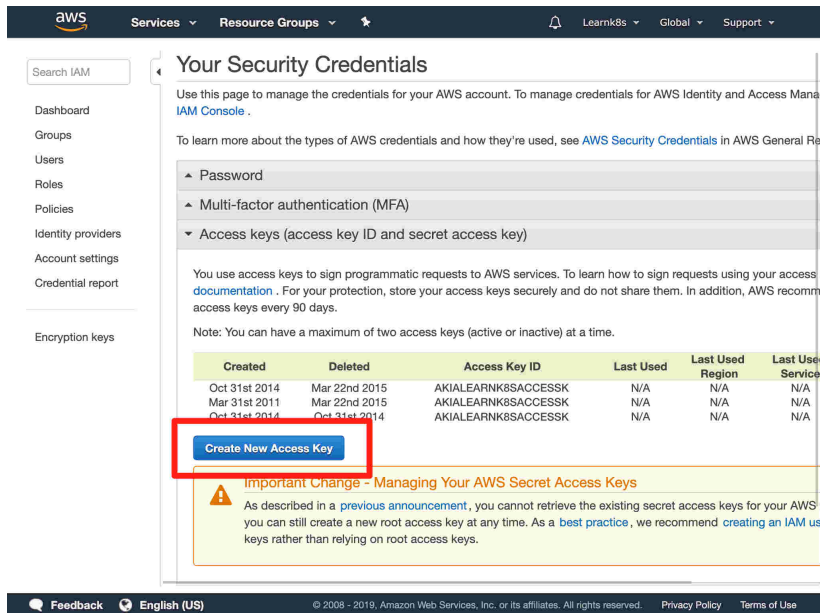 aws Services Resource Groups Learnk8s Global Support
Search IAM
Dashboard
Groups
Users
Roles
Policies
Identity providers
Account settings
Credential report
Encryption keys
Your Security Credentials
Use this page to manage the credentials for your AWS account. To manage credentials for AWS Identity and Access Mana
IAM Console .
To learn more about the types of AWS credentials and how they're used, see AWS Security Credentials in AWS General Re
Password
Multi-factor authentication (MFA)
Access keys (access key ID and secret access key)
You use access keys to sign programmatic requests to AWS services. To learn how to sign requests using your access
documentation . For your protection, store your access keys securely and do not share them. In addition, AWS recomm
access keys every 90 days.
Note: You can have a maximum of two access keys (active or inactive) at a time.
Created Deleted Access Key ID Last Used Last Used Region Last Use Service
Oct 31st 2014 Mar 22nd 2015 AKIALEARNK8SACCESSK N/A N/A N/A
Mar 31st 2011 Mar 22nd 2015 AKIALEARNK8SACCESSK N/A N/A N/A
Oct 31st 2014 Oct 31st 2014 AKIALEARNK8SACCESSK N/A N/A N/A
Create New Access Key
Important Change - Managing Your AWS Secret Access Keys
As described in a previous announcement, you cannot retrieve the existing secret access keys for your AWS
you can still create a new root access key at any time. As a best practice, we recommend creating an IAM us
keys rather than relying on root access keys.
Feedback English (US) © 2008 - 2019, Amazon Web Services, Inc. or its affiliates. All rights reserved. Privacy Policy Terms of Use